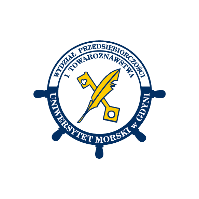 WYDZIAŁ PRZEDSIĘBIORCZOŚCI
I TOWAROZNAWSTWA
UNIWERSYTET MORSKI w GDYNI